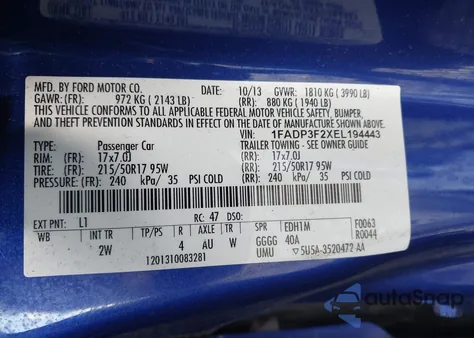 MFD. BY FORD MOTOR CO. DATE: 10/13 GVWR: 1810 KG ( 3990 LB)
GAWR: (FR): 972 KG ( 2143 LB) (RR): 880 KG ( 1940 LB)
THIS VEHICLE CONFORMS TO ALL APPLICABLE FEDERAL MOTOR VEHICLE SAFETY, BUMPER,
AND THEFT PREVENTION STANDARDS IN EFFECT ON THE DATE OF MANUFACTURE SHOWN ABOVE.
VIN: 1FADP3F2XEL194443
TYPE: Passenger Car TRAILER TOWING - SEE OWNER GUIDE
RIM: (FR): 17x7.0J (RR): 17x7.0J
TIRE: (FR): 215/50R17 95W (RR): 215/50R17 95W
PRESSURE: (FR): 240 kPa/ 35 PSI COLD (RR): 240 kPa/ 35 PSI COLD
EXT PNT: L1 RC: 47 DSO: F0063
WB INT TR TP/PS R AXLE TR SPR EDH1M R0044
2W 4 AU W GGGG 40A
1201310083281 UMU 5U5A-3520472-AA
autoSnap